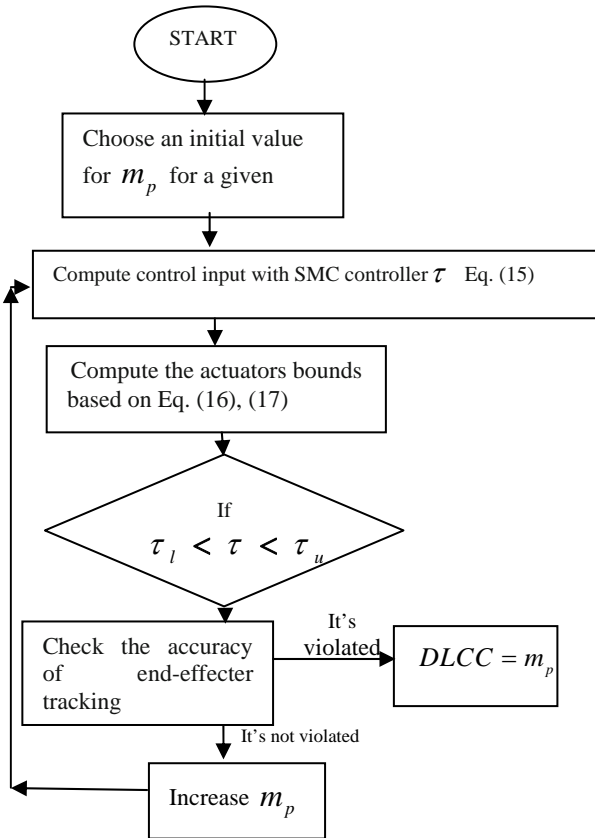 START
Choose an initial value
for m_p for a given
Compute control input with SMC controller τ Eq. (15)
Compute the actuators bounds
based on Eq. (16), (17)
If
τ_l < τ < τ_u
It's
violated
Check the accuracy
of end-effecter
tracking
DLCC = m_p
It's not violated
Increase m_p